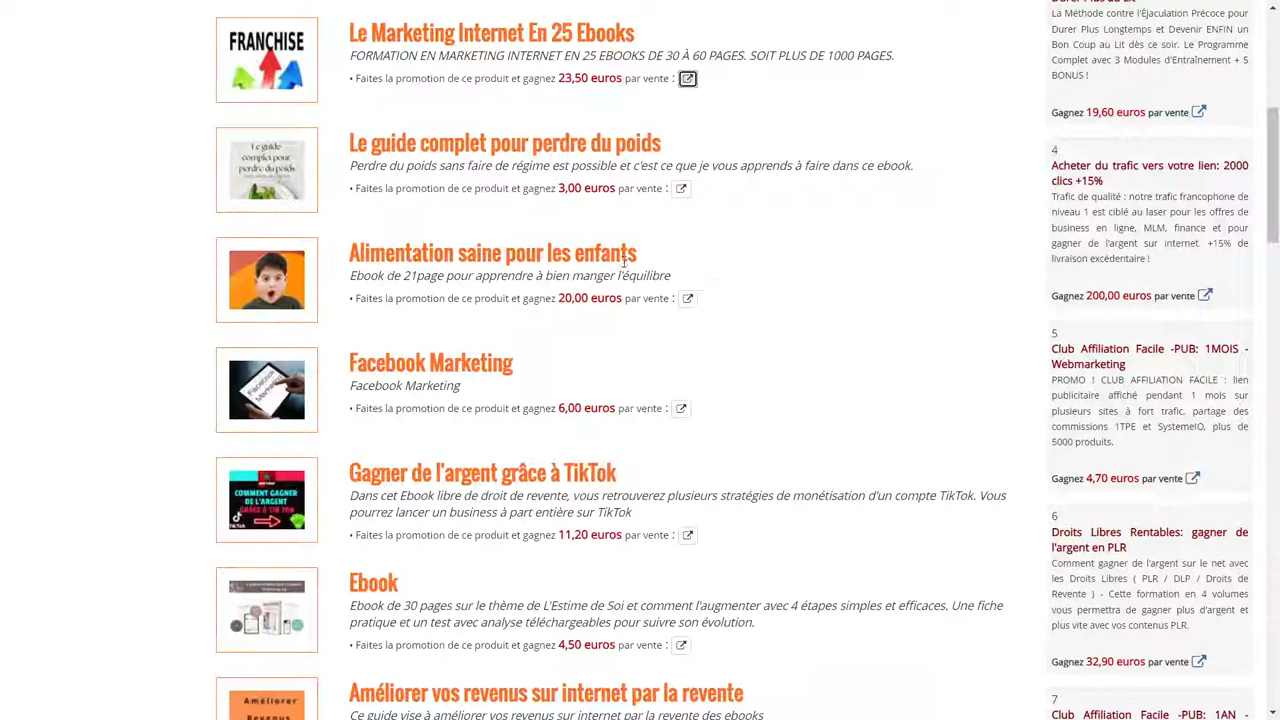 FRANCHISE
Le Marketing Internet En 25 Ebooks
FORMATION EN MARKETING INTERNET EN 25 EBOOKS DE 30 À 60 PAGES. SOIT PLUS DE 1000 PAGES.
• Faites la promotion de ce produit et gagnez 23,50 euros par vente :
Le guide
complet pour
perdre du poids
Le guide complet pour perdre du poids
Perdre du poids sans faire de régime est possible et c'est ce que je vous apprends à faire dans ce ebook.
• Faites la promotion de ce produit et gagnez 3,00 euros par vente :
Alimentation saine pour les enfants
Ebook de 21page pour apprendre à bien manger l'équilibre
• Faites la promotion de ce produit et gagnez 20,00 euros par vente :
Facebook Marketing
Facebook Marketing
• Faites la promotion de ce produit et gagnez 6,00 euros par vente :
COMMENT GAGNER
DE L'ARGENT
GRÂCE À TIKTOK
TikTok
Gagner de l'argent grâce à TikTok
Dans cet Ebook libre de droit de revente, vous retrouverez plusieurs stratégies de monétisation d'un compte TikTok. Vous
pourrez lancer un business à part entière sur TikTok
• Faites la promotion de ce produit et gagnez 11,20 euros par vente :
Ebook
Ebook de 30 pages sur le thème de L'Estime de Soi et comment l'augmenter avec 4 étapes simples et efficaces. Une fiche
pratique et un test avec analyse téléchargeables pour suivre son évolution.
• Faites la promotion de ce produit et gagnez 4,50 euros par vente :
Améliorer
Revenus
Améliorer vos revenus sur internet par la revente
Ce guide vise à améliorer vos revenus sur internet par la revente des ebooks
Durer Plus au Lit
La Méthode contre l'Éjaculation Précoce pour
Durer Plus Longtemps et Devenir ENFIN un
Bon Coup au Lit dès ce soir. Le Programme
Complet avec 3 Modules d'Entraînement + 5
BONUS !
Gagnez 19,60 euros par vente
4
Acheter du trafic vers votre lien: 2000
clics +15%
Trafic de qualité : notre trafic francophone de
niveau 1 est ciblé au laser pour les offres de
business en ligne, MLM, finance et pour
gagner de l'argent sur internet +15% de
livraison excédentaire !
Gagnez 200,00 euros par vente
5
Club Affiliation Facile -PUB: 1MOIS -
Webmarketing
PROMO ! CLUB AFFILIATION FACILE : lien
publicitaire affiché pendant 1 mois sur
plusieurs sites à fort trafic, partage des
commissions 1TPE et SystemeIO, plus de
5000 produits.
Gagnez 4,70 euros par vente
6
Droits Libres Rentables: gagner de
l'argent en PLR
Comment gagner de l'argent sur le net avec
les Droits Libres ( PLR / DLP / Droits de
Revente ) - Cette formation en 4 volumes
vous permettra de gagner plus d'argent et
plus vite avec vos contenus PLR.
Gagnez 32,90 euros par vente
7
Club Affiliation Facile -PUB: 1AN -